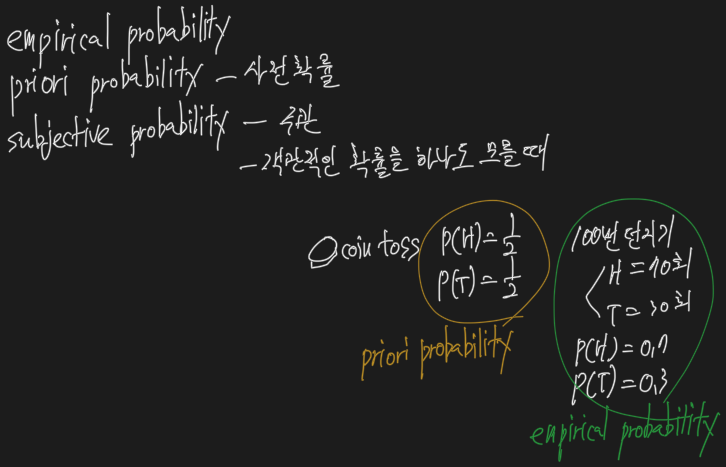 empirical probability
priori probability - 사전확률
subjective probability - 주관
- 객관적인 확률을 하나도 모를 때
coin toss
P(H)=1/2
P(T)=1/2
priori probability
100번 던지기
H=70회
T=30회
P(H)=0.7
P(T)=0.3
empirical probability